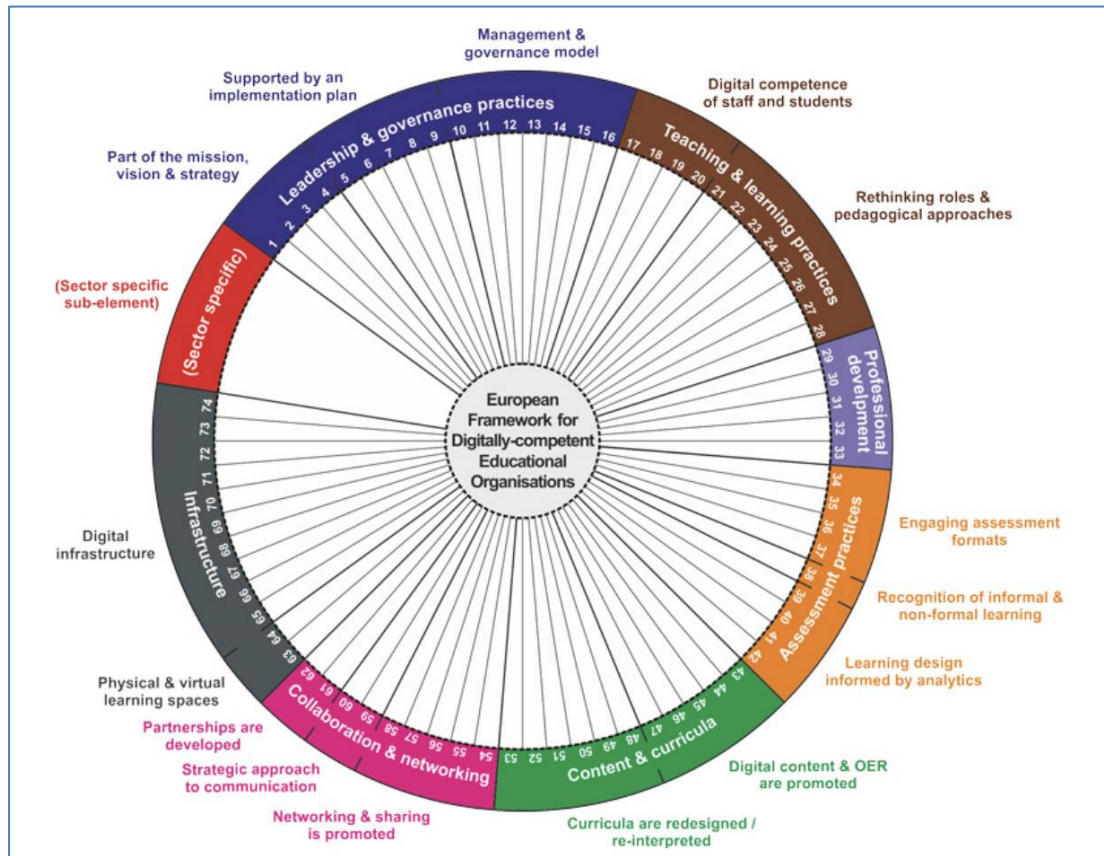 Management &
governance model
Supported by an
implementation plan
Part of the mission,
vision & strategy
Digital competence
of staff and students
Rethinking roles &
pedagogical approaches
Leadership & governance practices
1 2 3 4 5 6 7 8 9 10 11 12 13 14 15 16
Teaching & learning practices
17 18 19 20 21 22 23 24 25 26 27 28
Professional
develpment
29 30 31 32 33
Assessment practices
34 35 36 37 38 39 40 41 42
Engaging assessment
formats
Recognition of informal &
non-formal learning
Learning design
informed by analytics
Content & curricula
43 44 45 46 47 48 49 50 51 52 53
Digital content & OER
are promoted
Curricula are redesigned /
re-interpreted
Collaboration & networking
54 55 56 57 58 59 60 61 62
Networking & sharing
is promoted
Strategic approach
to communication
Partnerships are
developed
Infrastructure
63 64 65 66 67 68 69 70 71 72 73 74
Physical & virtual
learning spaces
Digital
infrastructure
(Sector specific)
(Sector specific
sub-element)
European
Framework for
Digitally-competent
Educational
Organisations